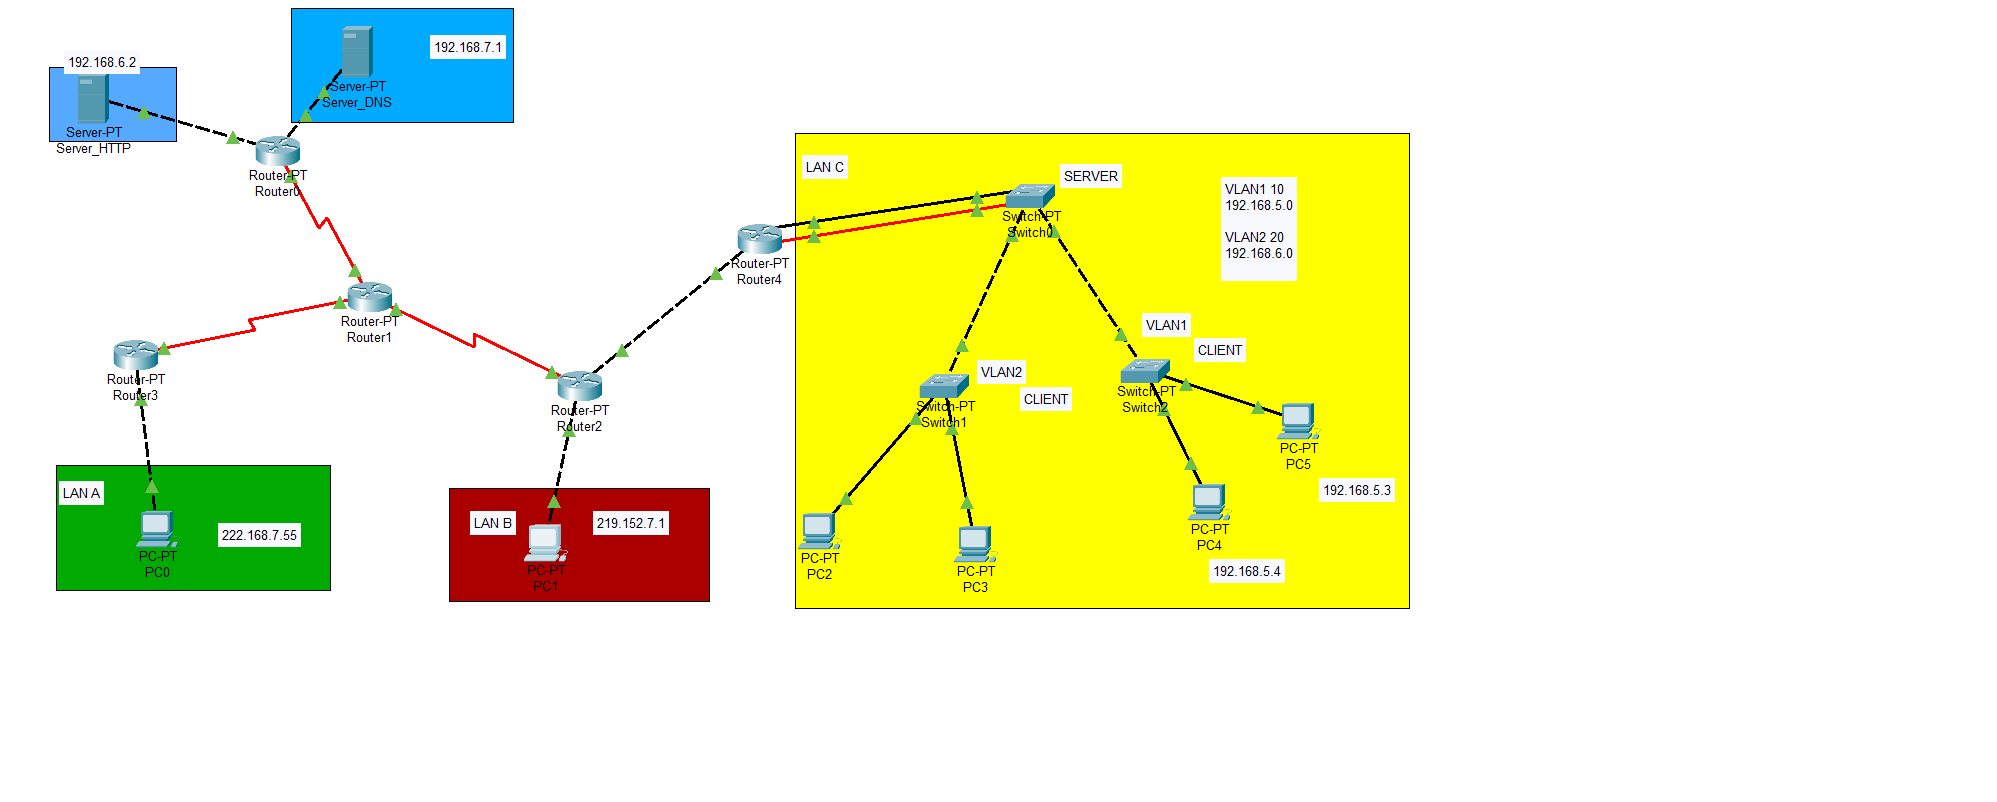 192.168.6.2
Server-PT
Server_HTTP
192.168.7.1
Server-PT
Server_DNS
Router-PT
Router0
Router-PT
Router1
Router-PT
Router3
Router-PT
Router2
Router-PT
Router4
LAN A
222.168.7.55
PC-PT
PC0
LAN B
219.152.7.1
PC-PT
PC1
LAN C
SERVER
Switch-PT
Switch0
VLAN1 10
192.168.5.0
VLAN2 20
192.168.6.0
VLAN2
CLIENT
Switch-PT
Switch1
VLAN1
CLIENT
Switch-PT
Switch2
PC-PT
PC2
PC-PT
PC3
PC-PT
PC4
192.168.5.4
PC-PT
PC5
192.168.5.3